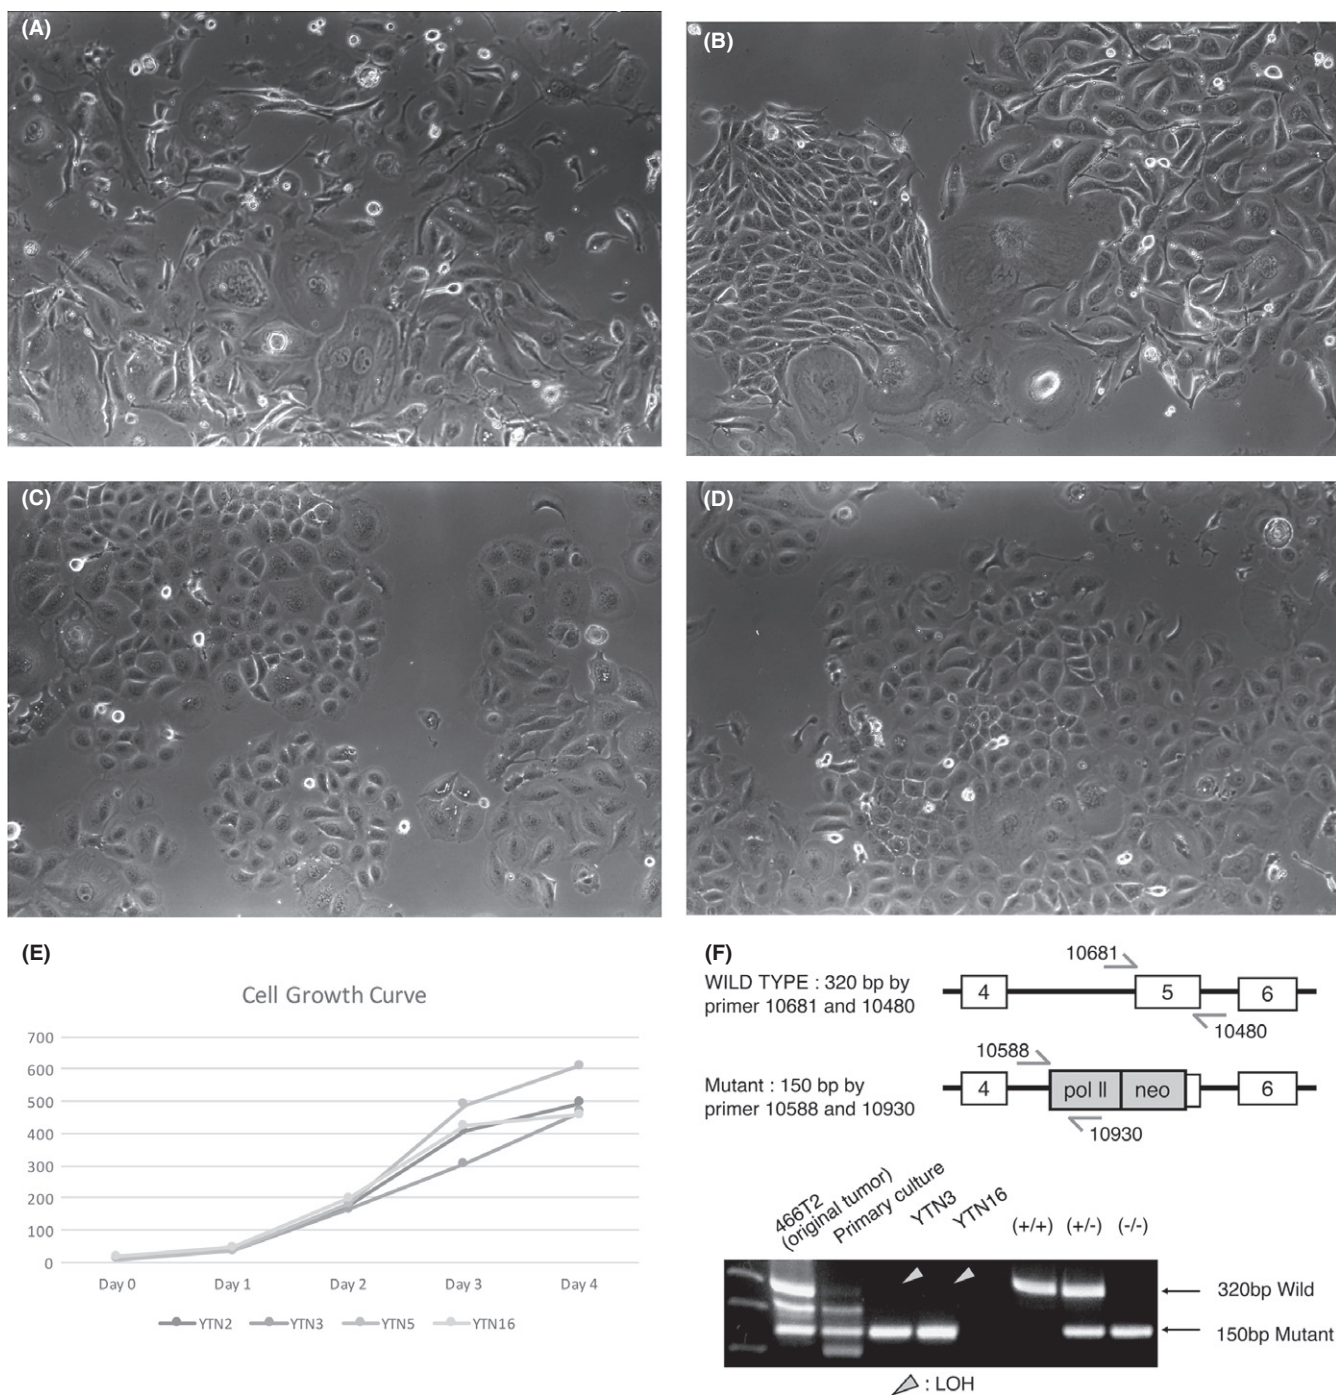 (A)
(B)
(C)
(D)
(E)
Cell Growth Curve
700
600
500
400
300
200
100
0
Day 0 Day 1 Day 2 Day 3 Day 4
YTN2 YTN3 YTN5 YTN16
(F)
10681
WILD TYPE : 320 bp by
primer 10681 and 10480
4 5 6
10480
10588
Mutant : 150 bp by
primer 10588 and 10930
4 pol II neo 6
10930
466T2
(original tumor)
Primary culture
YTN3
YTN16
(+/+) (+/-) (-/-)
320bp Wild
150bp Mutant
: LOH